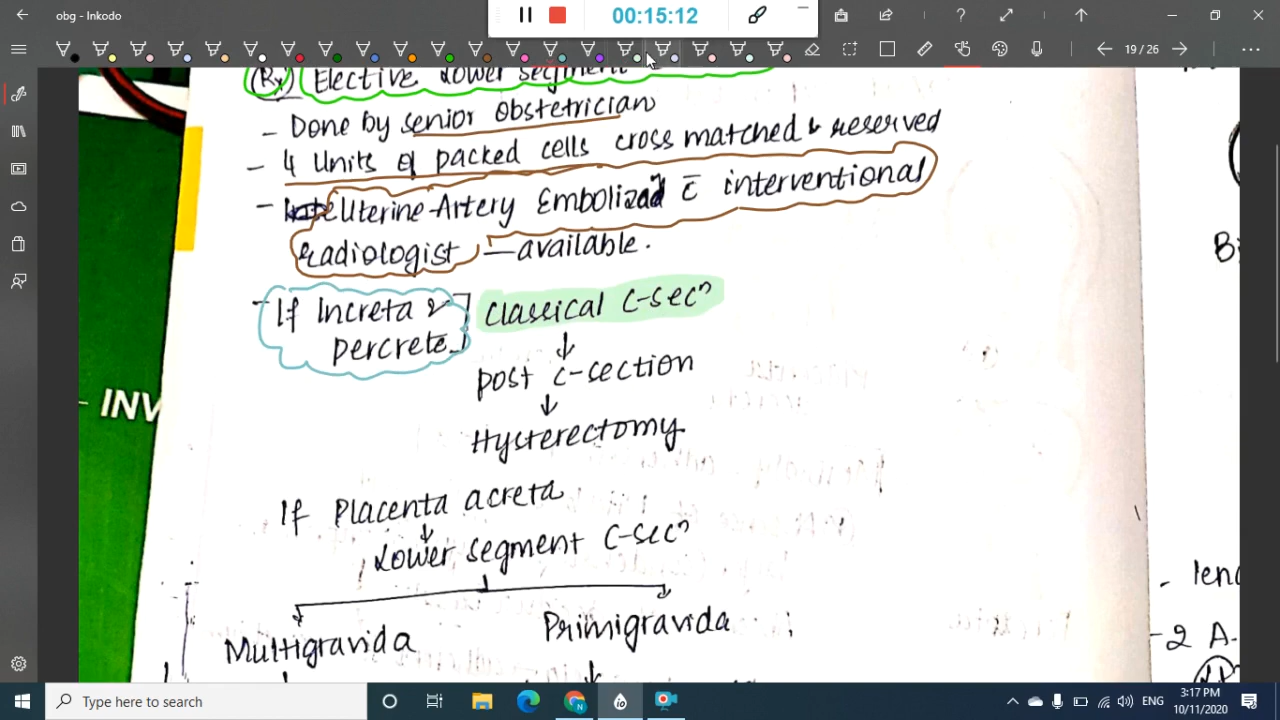 obg - Inkodo
00:15:12
19 / 26
(Rx) Elective Lower segment
- Done by senior obstetrician
- 4 Units of packed cells cross matched & reserved
- Uterine Artery c̄ interventional
radiologist — available.
- If Increta &
percrete
Classical C-secⁿ
↓
Post C-section
↓
Hysterectomy
If Placenta acreta
↓
Lower segment C-secⁿ
Multigravida
Primigravida
- INV
- 2 A.
Type here to search
ENG
3:17 PM
10/11/2020